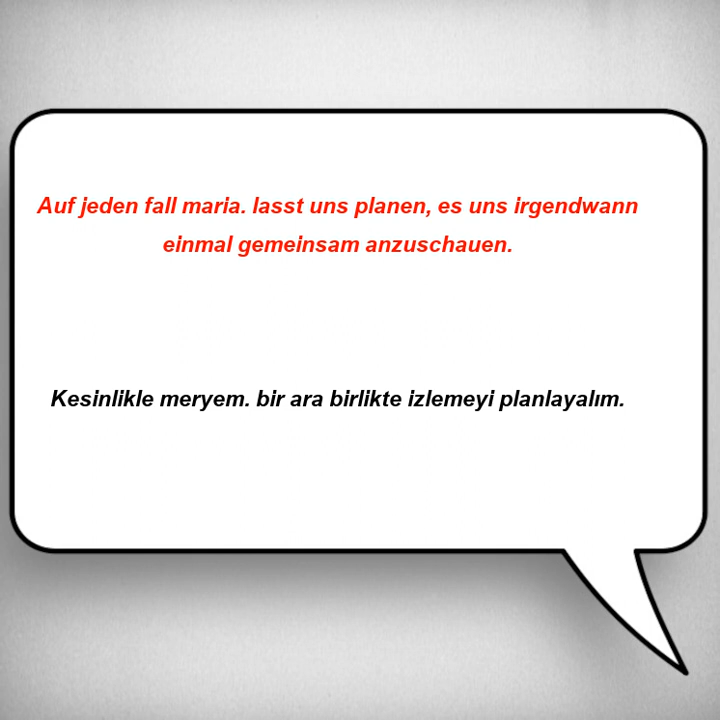 Auf jeden fall maria. lasst uns planen, es uns irgendwann
einmal gemeinsam anzuschauen.
Kesinlikle meryem. bir ara birlikte izlemeyi planlayalım.